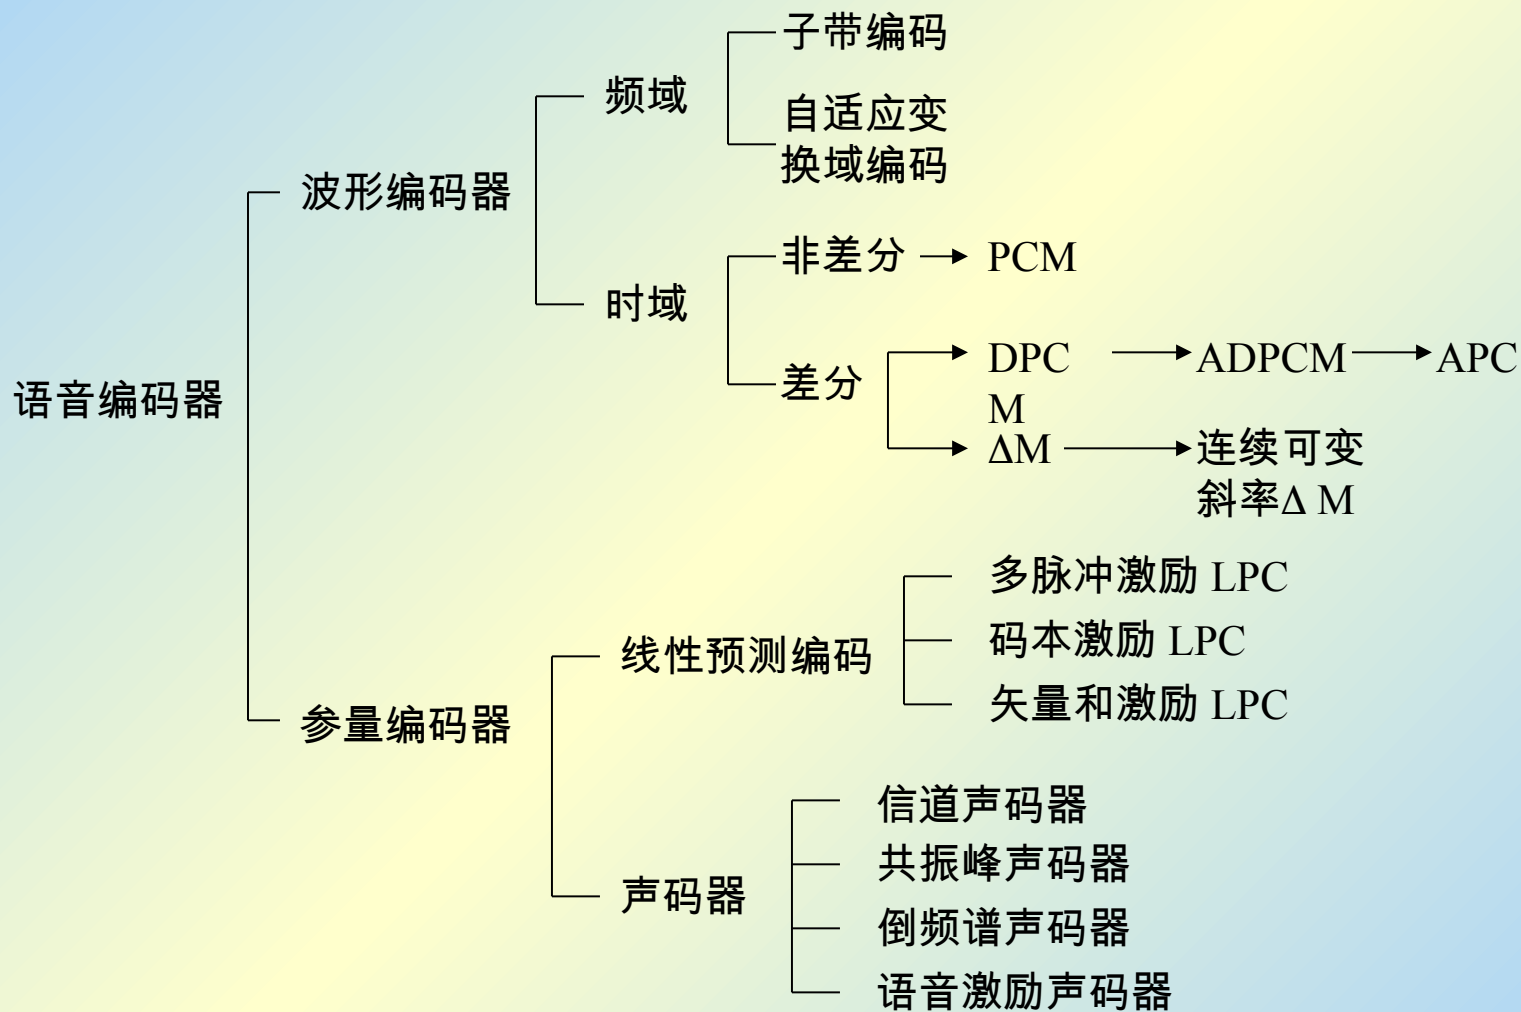 子带编码
频域
自适应变
换域编码
波形编码器
非差分
PCM
时域
差分
DPC
M
ADPCM
APC
语音编码器
ΔM
连续可变
斜率Δ M
多脉冲激励 LPC
线性预测编码
码本激励 LPC
矢量和激励 LPC
参量编码器
信道声码器
共振峰声码器
声码器
倒频谱声码器
语音激励声码器